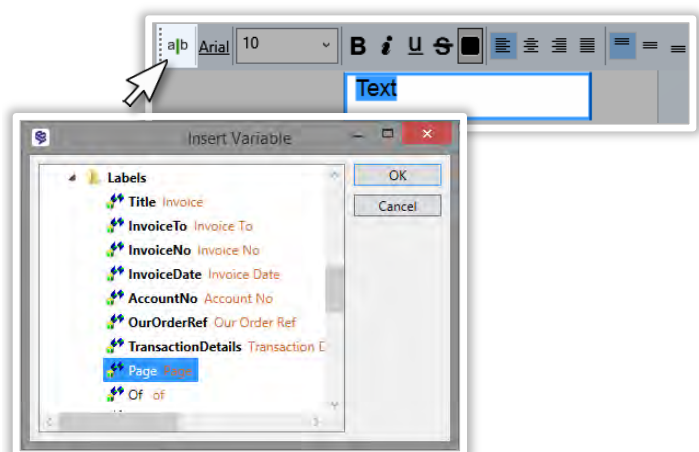 a|b Arial 10 B i U S
Text
Insert Variable
Labels
OK
Title Invoice
Cancel
InvoiceTo Invoice To
InvoiceNo Invoice No
InvoiceDate Invoice Date
AccountNo Account No
OurOrderRef Our Order Ref
TransactionDetails Transaction D
Page Page
Of of